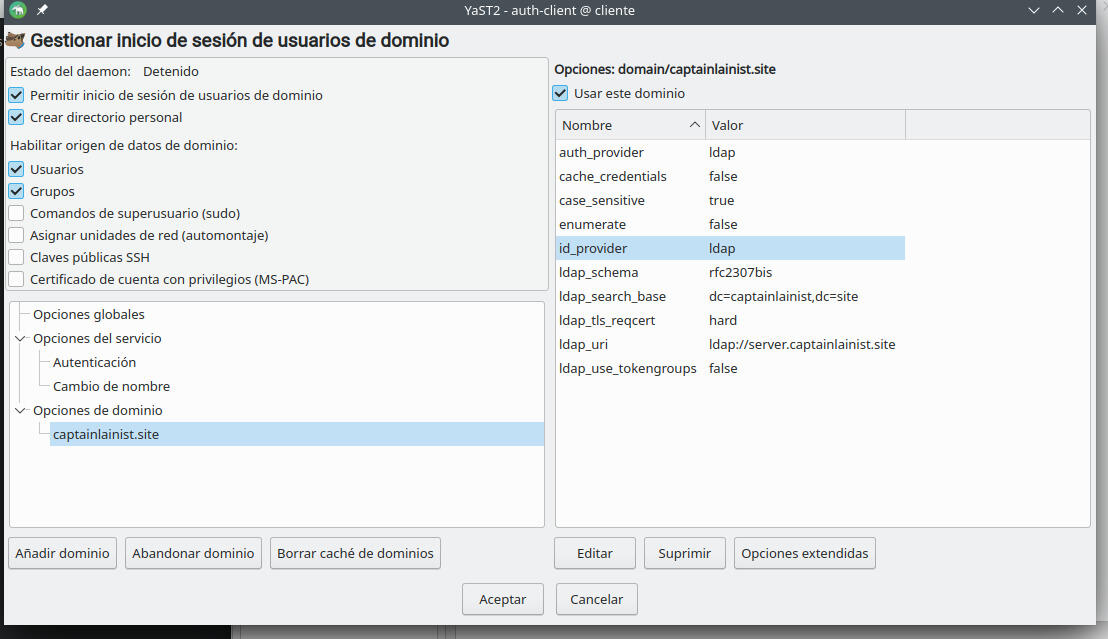 YaST2 - auth-client @ cliente
Gestionar inicio de sesión de usuarios de dominio
Estado del daemon: Detenido
Permitir inicio de sesión de usuarios de dominio
Crear directorio personal
Habilitar origen de datos de dominio:
Usuarios
Grupos
Comandos de superusuario (sudo)
Asignar unidades de red (automontaje)
Claves públicas SSH
Certificado de cuenta con privilegios (MS-PAC)
Opciones globales
Opciones del servicio
Autenticación
Cambio de nombre
Opciones de dominio
captainlainist.site
Añadir dominio Abandonar dominio Borrar caché de dominios
Opciones: domain/captainlainist.site
Usar este dominio
Nombre Valor
auth_provider ldap
cache_credentials false
case_sensitive true
enumerate false
id_provider ldap
ldap_schema rfc2307bis
ldap_search_base dc=captainlainist,dc=site
ldap_tls_reqcert hard
ldap_uri ldap://server.captainlainist.site
ldap_use_tokengroups false
Editar Suprimir Opciones extendidas
Aceptar Cancelar